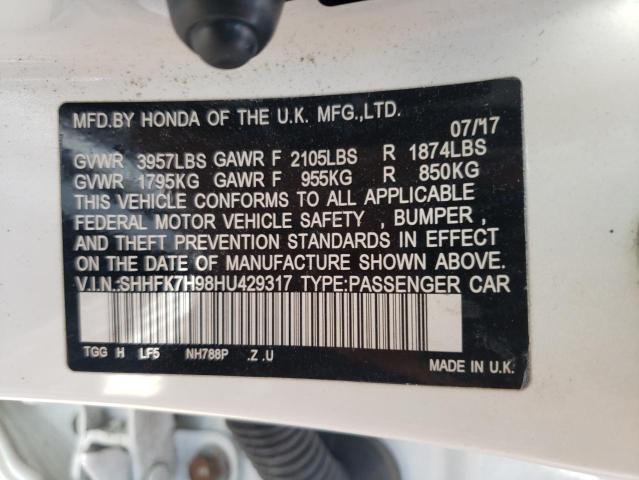 MFD.BY HONDA OF THE U.K. MFG.,LTD.
07/17
GVWR 3957LBS GAWR F 2105LBS R 1874LBS
GVWR 1795KG GAWR F 955KG R 850KG
THIS VEHICLE CONFORMS TO ALL APPLICABLE
FEDERAL MOTOR VEHICLE SAFETY , BUMPER ,
AND THEFT PREVENTION STANDARDS IN EFFECT
ON THE DATE OF MANUFACTURE SHOWN ABOVE.
V.I.N.:SHHFK7H98HU429317 TYPE:PASSENGER CAR
TGG H LF5 NH788P .Z .U
MADE IN U.K.